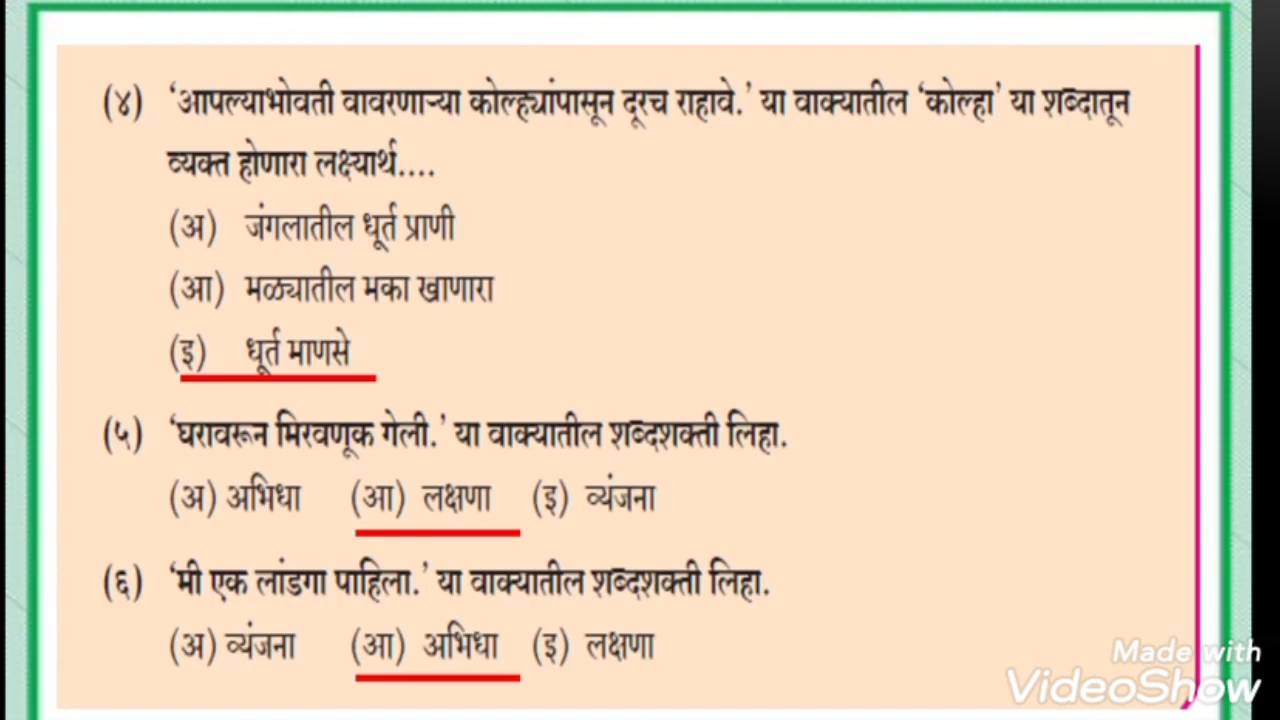 (४) ‘आपल्याभोवती वावरणाऱ्या कोल्ह्यांपासून दूरच राहावे.’ या वाक्यातील ‘कोल्हा’ या शब्दातून
व्यक्त होणारा लक्ष्यार्थ....
(अ) जंगलातील धूर्त प्राणी
(आ) मळ्यातील मका खाणारा
(इ) धूर्त माणसे
(५) ‘घरावरून मिरवणूक गेली.’ या वाक्यातील शब्दशक्ती लिहा.
(अ) अभिधा (आ) लक्षणा (इ) व्यंजना
(६) ‘मी एक लांडगा पाहिला.’ या वाक्यातील शब्दशक्ती लिहा.
(अ) व्यंजना (आ) अभिधा (इ) लक्षणा
Made with
VideoShow